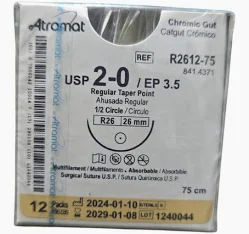 Atramat
Chromic Gut
Catgut Crómico
REF R2612-75
841.4371
USP 2-0 / EP 3.5
Regular Taper Point
Ahusada Regular
1/2 Circle / Círculo
R26 26 mm
Multifilament / Multifilamento • Absorbable / Absorbible
Surgical Suture U.S.P. / Sutura Quirúrgica U.S.P.
75 cm
12 Packs
2024-01-10
2029-01-08 LOT 1240044